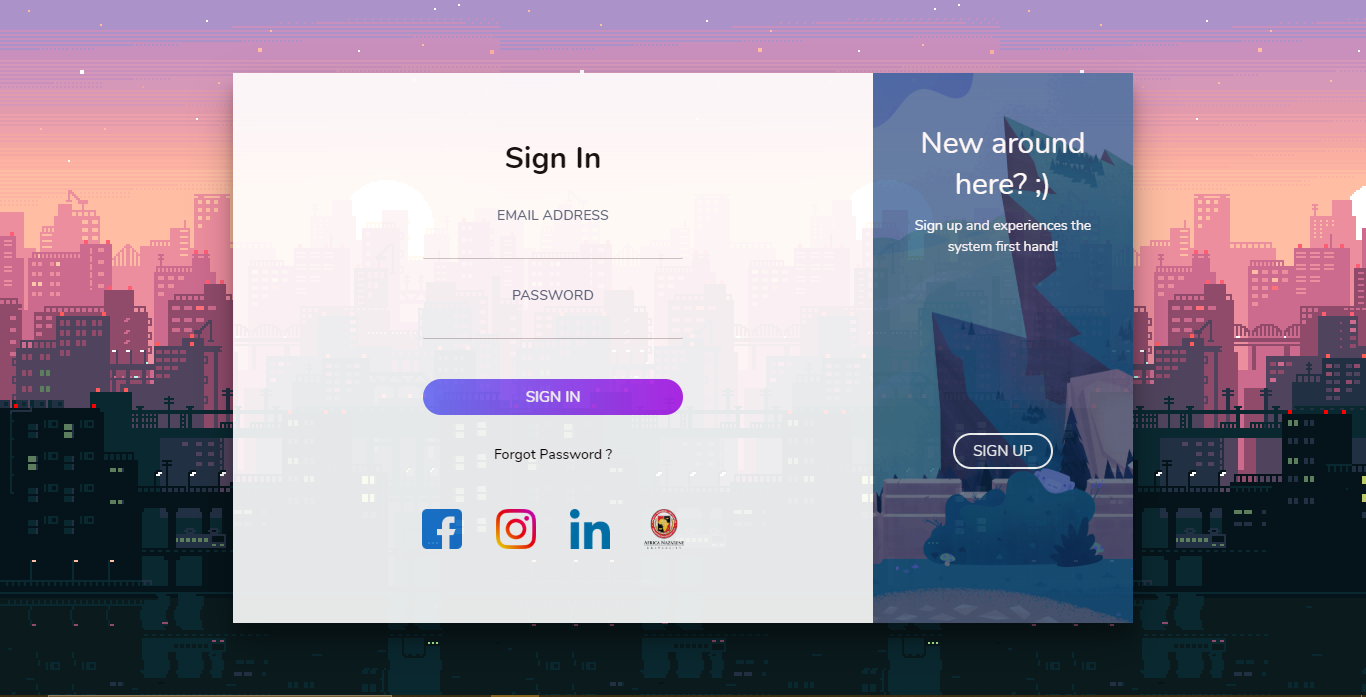 Sign In
EMAIL ADDRESS
PASSWORD
SIGN IN
Forgot Password ?
AFRICA NAZARENE
UNIVERSITY
New around
here? ;)
Sign up and experiences the
system first hand!
SIGN UP